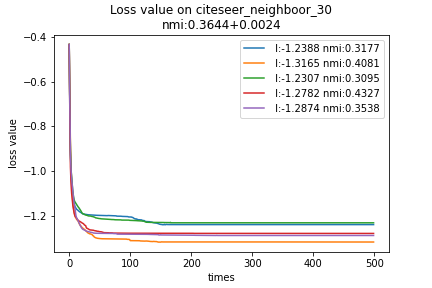 Loss value on citeseer_neighboor_30
nmi:0.3644+0.0024
l:-1.2388 nmi:0.3177
l:-1.3165 nmi:0.4081
l:-1.2307 nmi:0.3095
l:-1.2782 nmi:0.4327
l:-1.2874 nmi:0.3538
loss value
−0.4
−0.6
−0.8
−1.0
−1.2
0 100 200 300 400 500
times